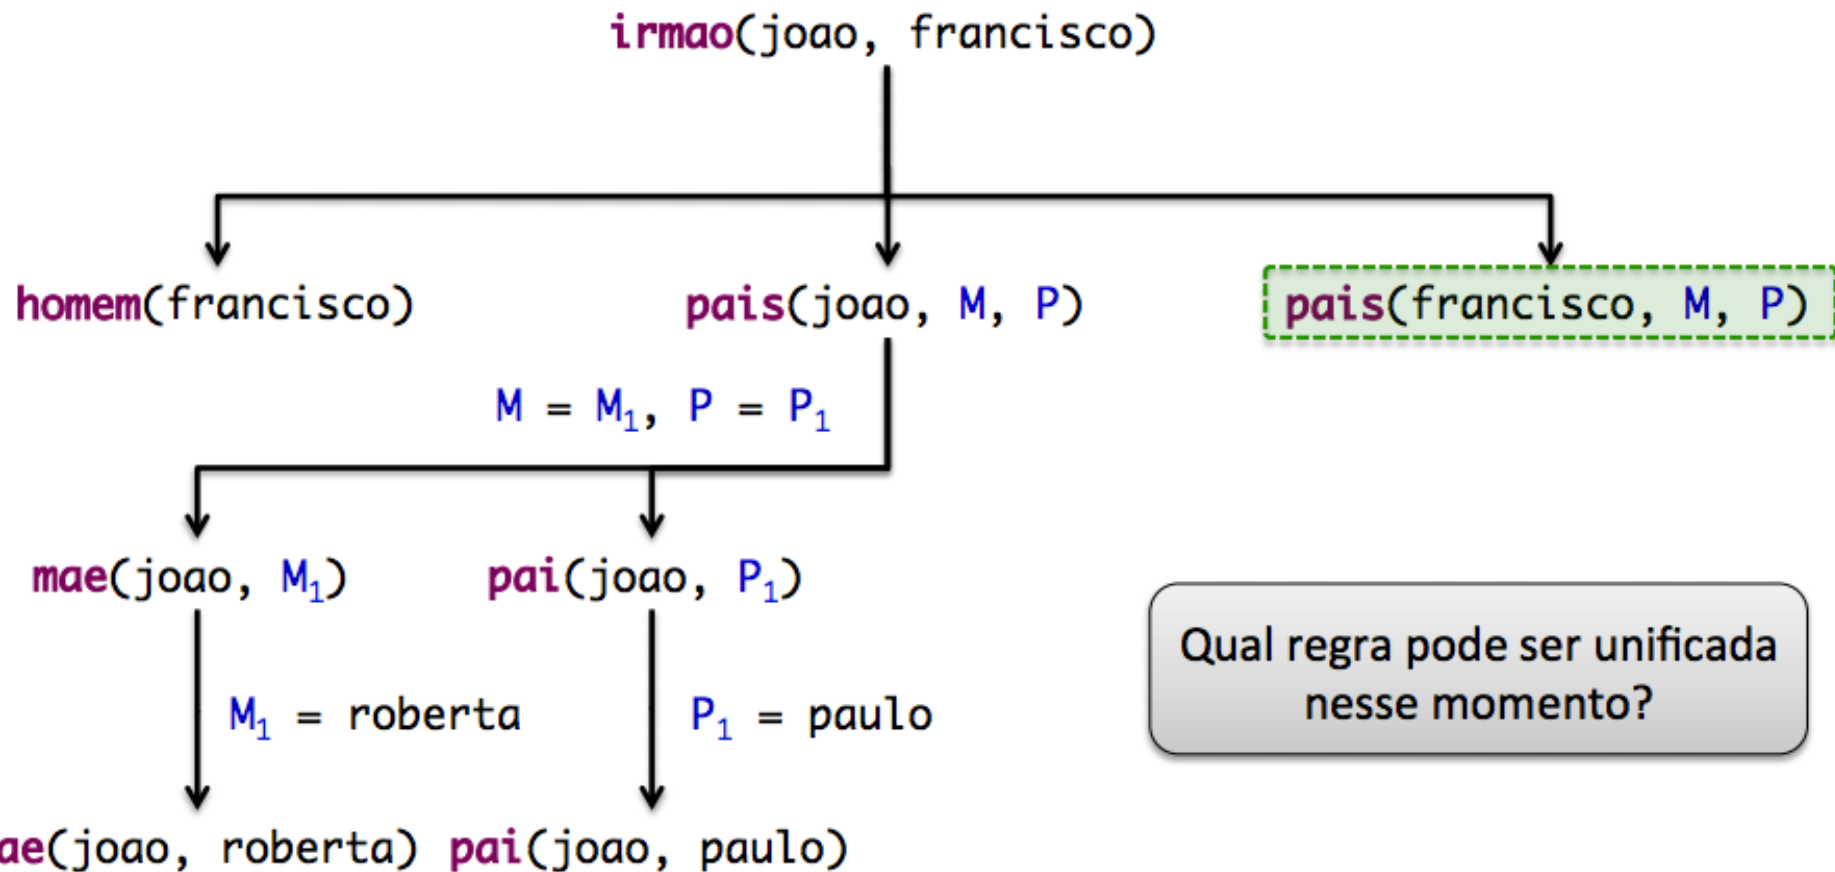 irmao(joao, francisco)
homem(francisco)
pais(joao, M, P)
pais(francisco, M, P)
M = M₁, P = P₁
mae(joao, M₁)
pai(joao, P₁)
Qual regra pode ser unificada
nesse momento?
M₁ = roberta
P₁ = paulo
ae(joao, roberta)
pai(joao, paulo)